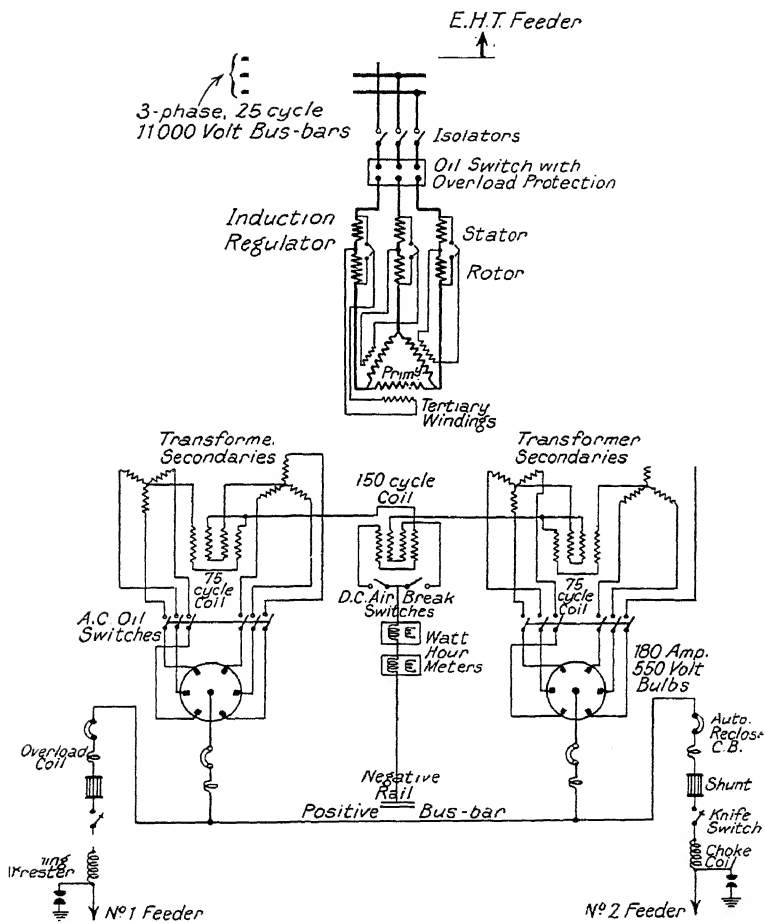 E.H.T. Feeder
3-phase, 25 cycle
11000 Volt Bus-bars
Isolators
Oil Switch with
Overload Protection
Induction
Regulator
Stator
Rotor
Primy
Tertiary
Windings
Transforme.
Secondaries
150 cycle
Coil
Transformer
Secondaries
75
cycle
Coil
D.C. Air Break
Switches
75
cycle
Coil
A.C. Oil
Switches
Watt
Hour
Meters
180 Amp.
550 Volt
Bulbs
Overload
Coil
Auto.
Reclose
C.B.
Shunt
Negative
Rail
Positive Bus-bar
Knife
Switch
Choke
Coil
Nº1 Feeder
Nº2 Feeder